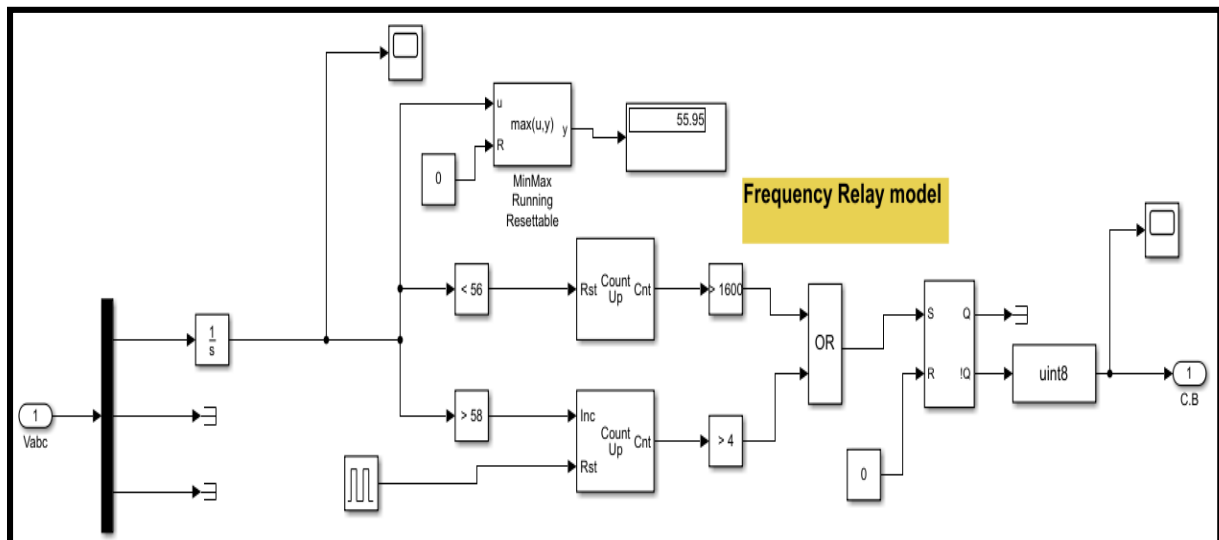 u
max(u,y)
y
R
55.95
0
MinMax
Running
Resettable
Frequency Relay model
< 56
Rst
Count
Up
Cnt
> 1600
1
s
OR
S
Q
R
!Q
uint8
1
C.B
1
Vabc
> 58
Inc
Count
Up
Cnt
Rst
> 4
0